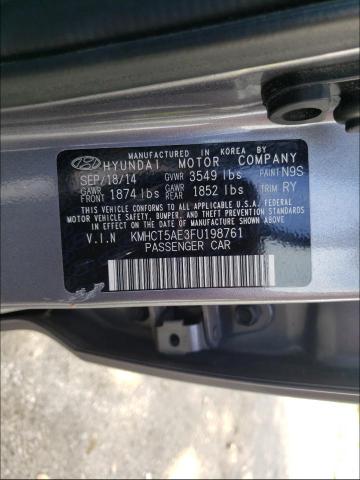 MANUFACTURED IN KOREA BY
HYUNDAI MOTOR COMPANY
SEP/18/14 GVWR 3549 lbs PAINT N9S
GAWR FRONT 1874 lbs GAWR REAR 1852 lbs TRIM RY
THIS VEHICLE CONFORMS TO ALL APPLICABLE U.S. FEDERAL
MOTOR VEHICLE SAFETY, BUMPER, AND THEFT PREVENTION
STANDARDS IN EFFECT ON THE DATE OF MANUFACTURE
SHOWN ABOVE.
V.I.N KMHCT5AE3FU198761
PASSENGER CAR